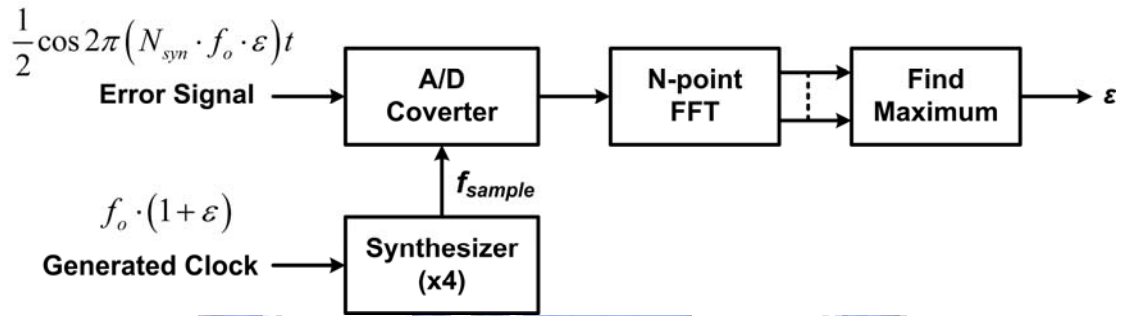 1/2 cos 2π(N_syn · f_o · ε)t
Error Signal
A/D
Coverter
N-point
FFT
Find
Maximum
ε
f_sample
f_o · (1 + ε)
Generated Clock
Synthesizer
(x4)